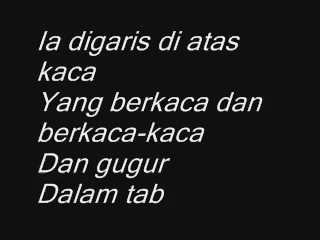 Ia digaris di atas
kaca
Yang berkaca dan
berkaca-kaca
Dan gugur
Dalam tab